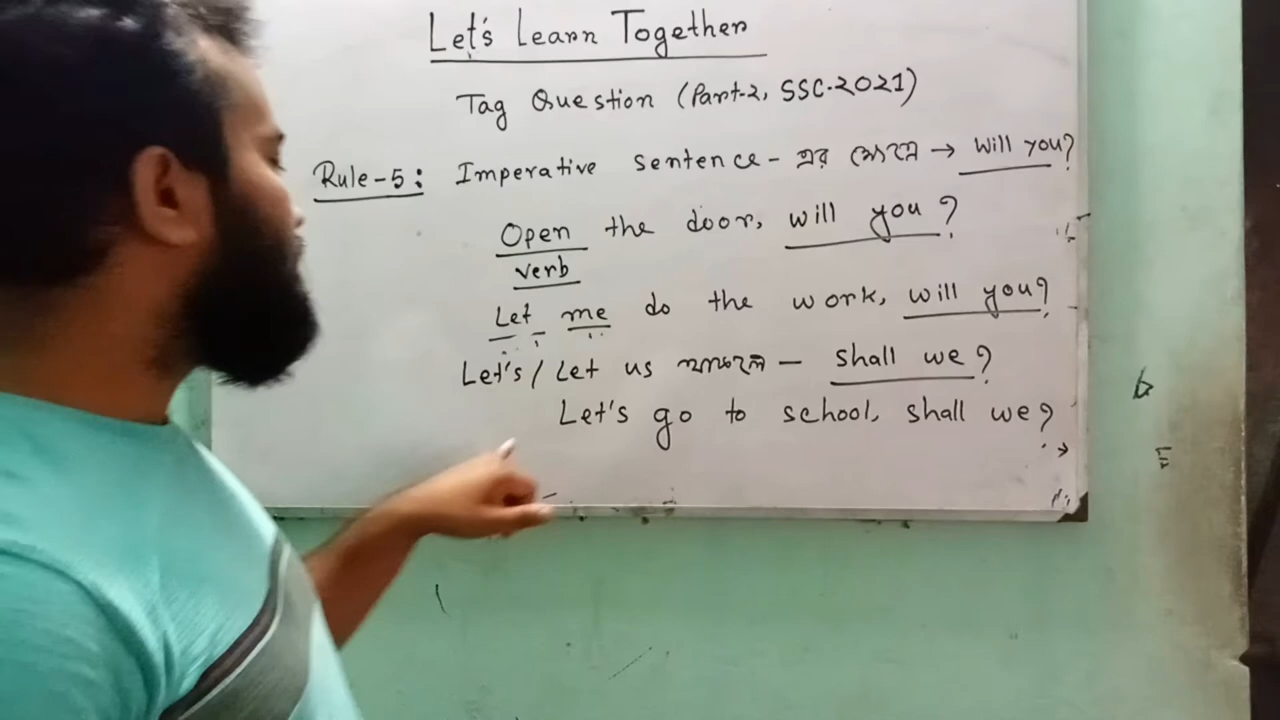 Let's Learn Together
Tag Question (Part-2, SSC-2021)
Rule-5: Imperative sentence - এর → will you?
Open the door, will you?
verb
Let me do the work, will you?
Let's / Let us থাকলে — shall we?
Let's go to school, shall we?